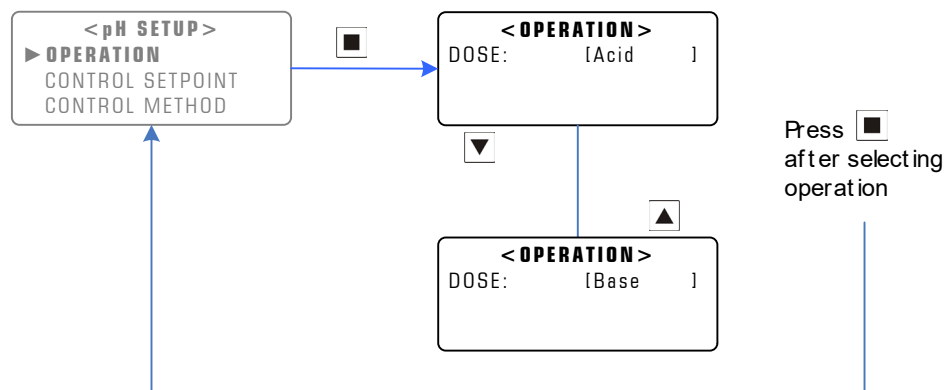 <pH SETUP>
►OPERATION
CONTROL SETPOINT
CONTROL METHOD
<OPERATION>
DOSE: [Acid ]
<OPERATION>
DOSE: [Base ]
Press ■
after selecting
operation